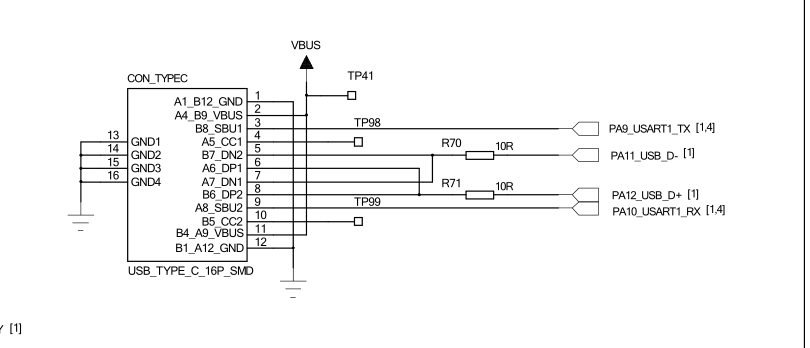 VBUS
TP41
CON_TYPEC
A1_B12_GND 1
A4_B9_VBUS 2
B8_SBU1 3 TP98 PA9_USART1_TX [1,4]
13 GND1 A5_CC1 4
14 GND2 B7_DN2 5 R70 10R PA11_USB_D- [1]
15 GND3 A6_DP1 6
16 GND4 A7_DN1 7
B6_DP2 8 R71 10R PA12_USB_D+ [1]
A8_SBU2 9 TP99 PA10_USART1_RX [1,4]
B5_CC2 10
B4_A9_VBUS 11
B1_A12_GND 12
USB_TYPE_C_16P_SMD
[1]